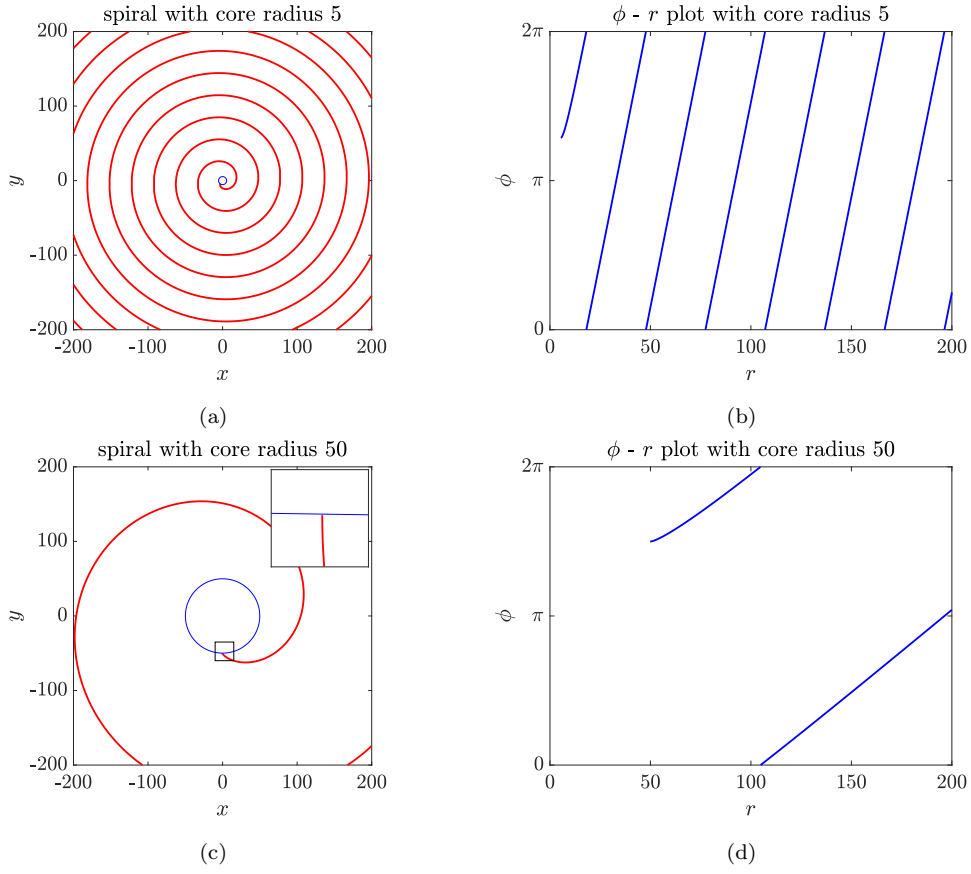 spiral with core radius 5
200
100
0
-100
-200
y
-200 -100 0 100 200
x
(a)
ϕ - r plot with core radius 5
2π
π
0
ϕ
0 50 100 150 200
r
(b)
spiral with core radius 50
200
100
0
-100
-200
y
-200 -100 0 100 200
x
(c)
ϕ - r plot with core radius 50
2π
π
0
ϕ
0 50 100 150 200
r
(d)